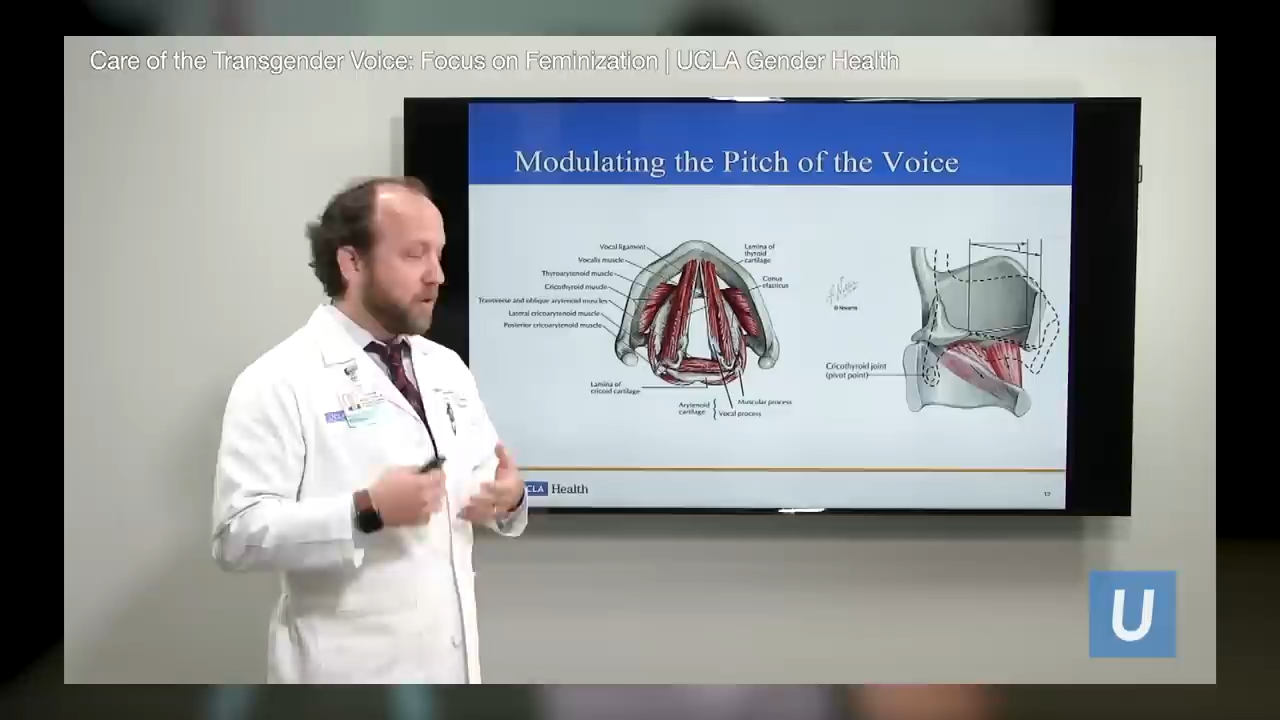 Care of the Transgender Voice: Focus on Feminization | UCLA Gender Health
Modulating the Pitch of the Voice
Vocal ligament
Vocalis muscle
Thyroarytenoid muscle
Cricothyroid muscle
Transverse and oblique arytenoid muscles
Lateral cricoarytenoid muscle
Posterior cricoarytenoid muscle
Lamina of
thyroid
cartilage
Conus
elasticus
Lamina of
cricoid cartilage
Arytenoid
cartilage
Muscular process
Vocal process
© Novartis
Cricothyroid joint
(pivot point)
CLA Health
U